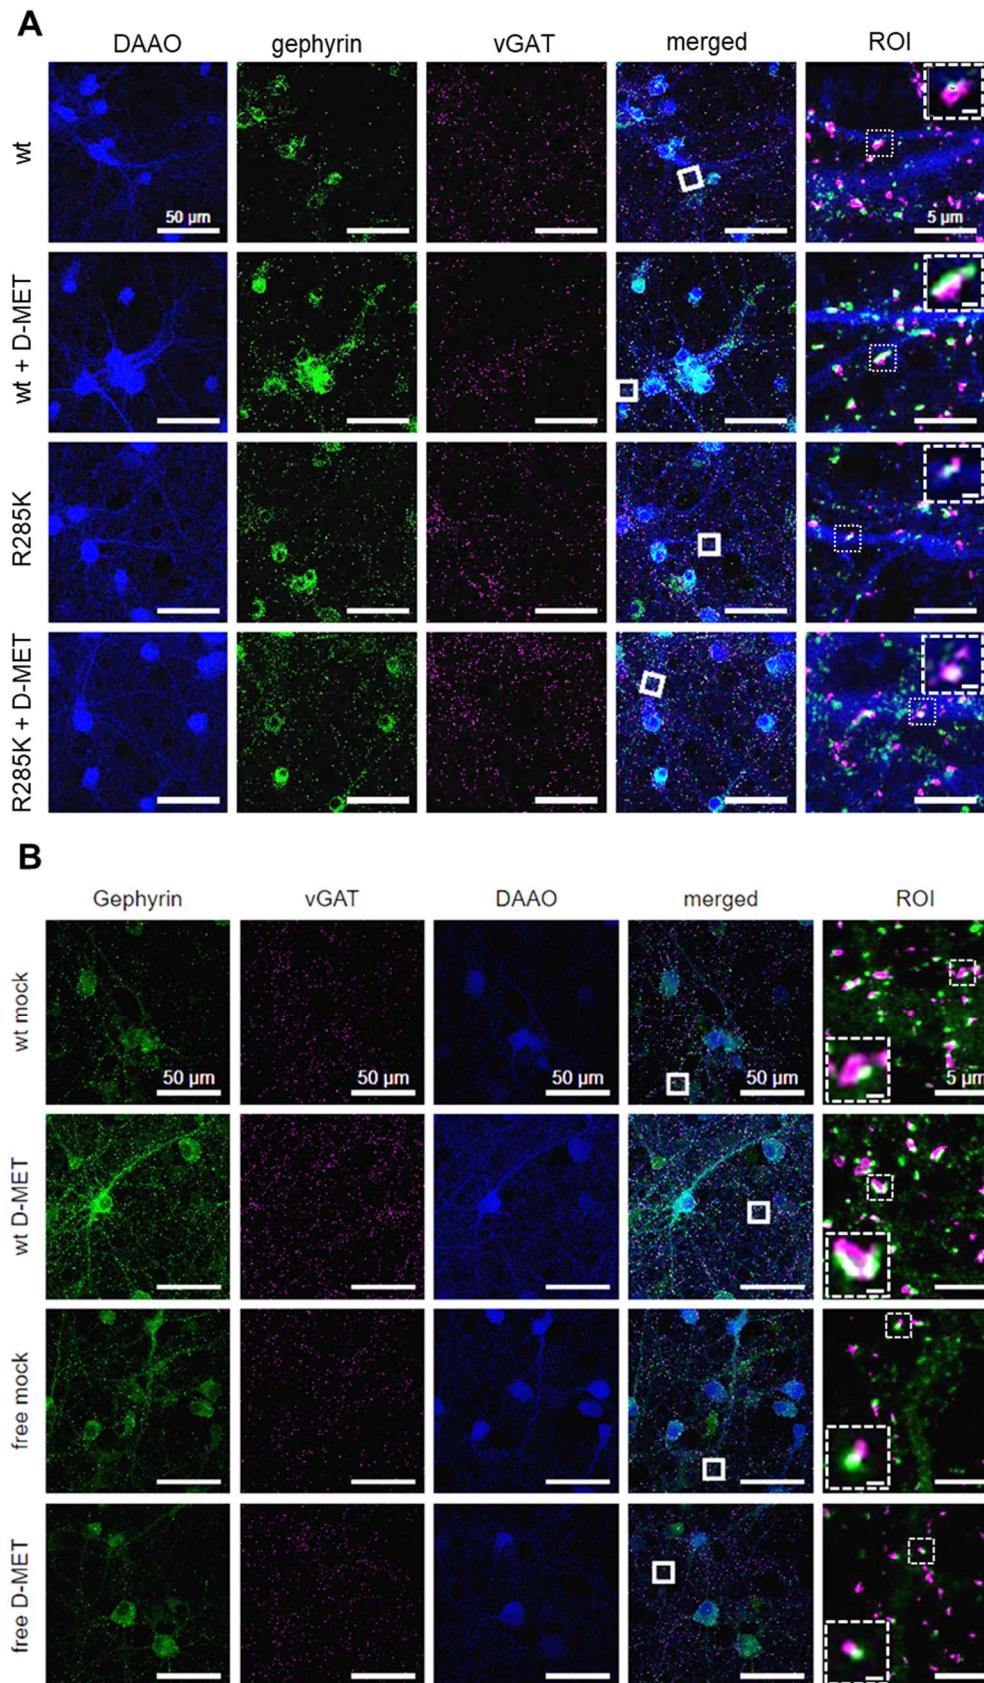 A
DAAO gephyrin vGAT merged ROI
wt
50 µm
5 µm
wt + D-MET
R285K
R285K + D-MET
B
Gephyrin vGAT DAAO merged ROI
wt mock
50 µm 50 µm 50 µm 50 µm 5 µm
wt D-MET
free mock
free D-MET